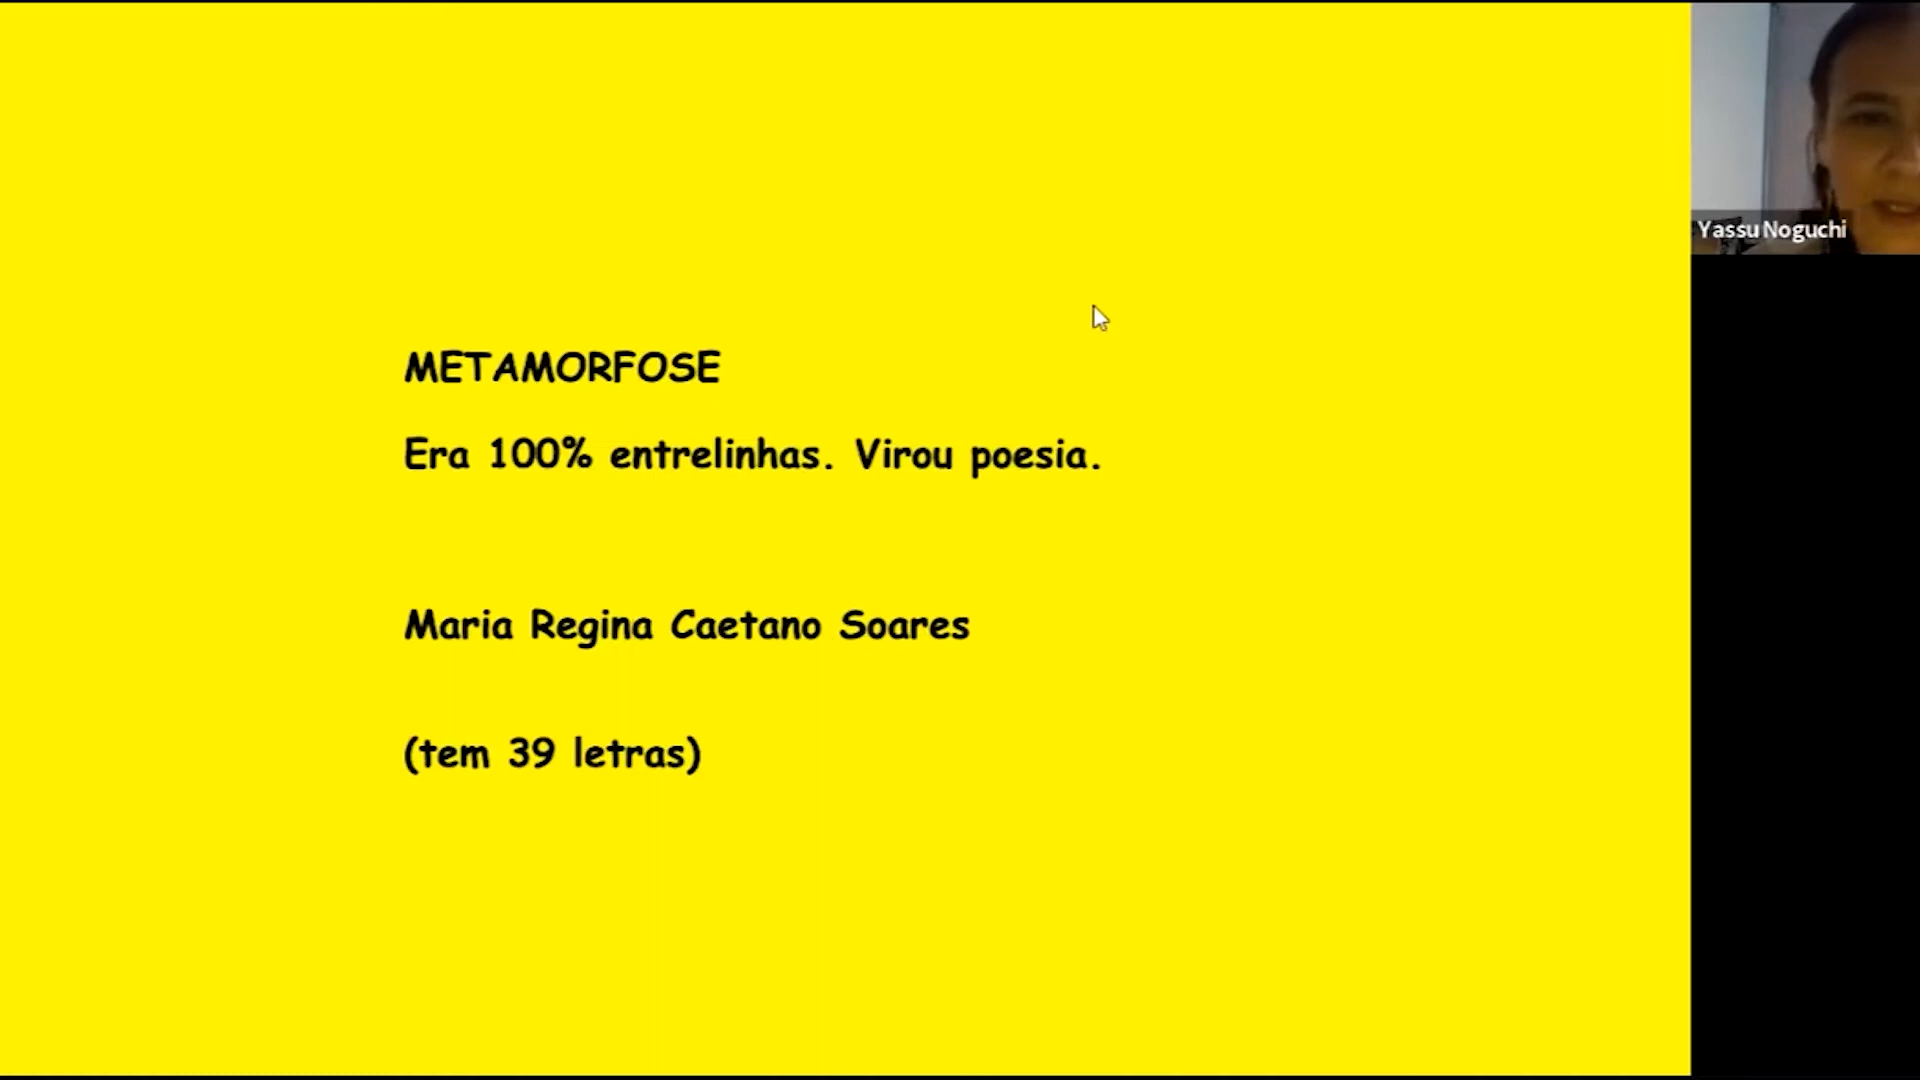 METAMORFOSE
Era 100% entrelinhas. Virou poesia.
Maria Regina Caetano Soares
(tem 39 letras)
Yassu Noguchi